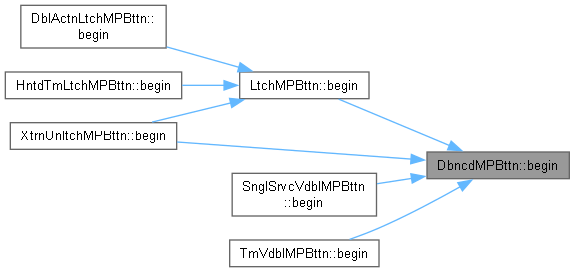 DblActnLtchMPBttn::
begin
HntdTmLtchMPBttn::begin
LtchMPBttn::begin
XtrnUnltchMPBttn::begin
DbncdMPBttn::begin
SnglSrvcVdblMPBttn
::begin
TmVdblMPBttn::begin